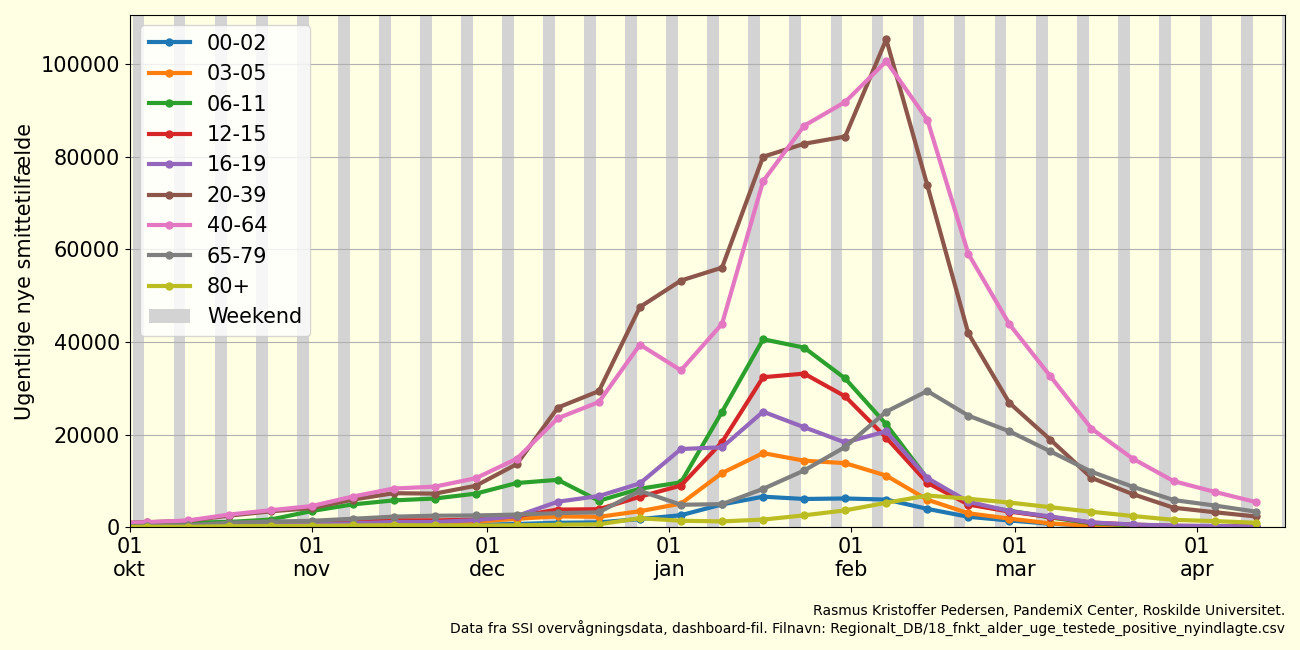 Ugentlige nye smittetilfælde
100000
80000
60000
40000
20000
0
00-02
03-05
06-11
12-15
16-19
20-39
40-64
65-79
80+
Weekend
01 01 01 01 01 01 01
okt nov dec jan feb mar apr
Rasmus Kristoffer Pedersen, PandemiX Center, Roskilde Universitet.
Data fra SSI overvågningsdata, dashboard-fil. Filnavn: Regionalt_DB/18_fnkt_alder_uge_testede_positive_nyindlagte.csv